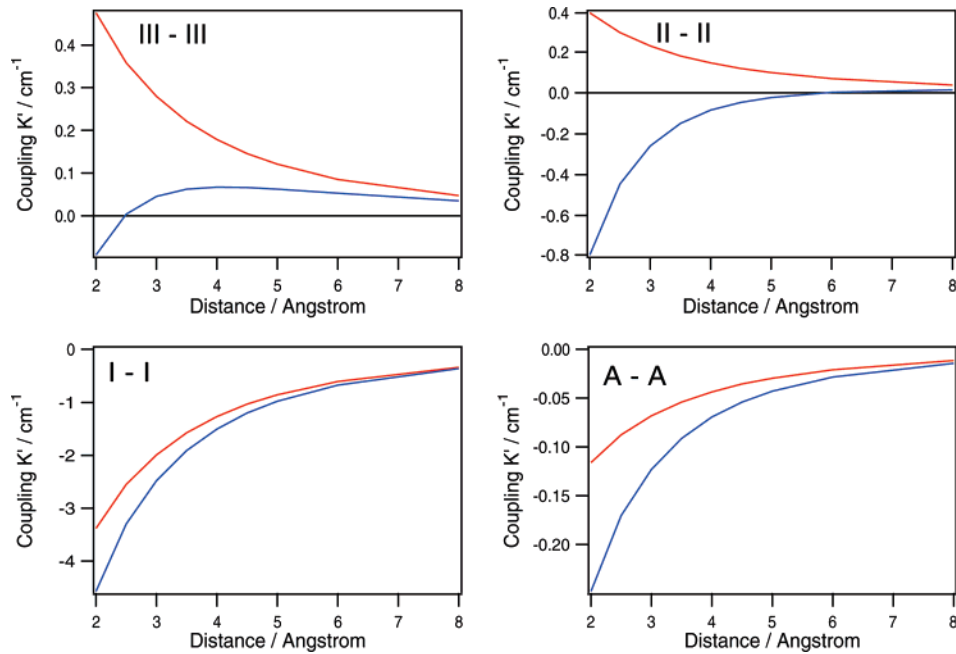 III - III
Coupling K' / cm⁻¹
0.4
0.3
0.2
0.1
0.0
2 3 4 5 6 7 8
Distance / Angstrom
II - II
Coupling K' / cm⁻¹
0.4
0.2
0.0
-0.2
-0.4
-0.6
-0.8
2 3 4 5 6 7 8
Distance / Angstrom
I - I
Coupling K' / cm⁻¹
0
-1
-2
-3
-4
2 3 4 5 6 7 8
Distance / Angstrom
A - A
Coupling K' / cm⁻¹
0.00
-0.05
-0.10
-0.15
-0.20
2 3 4 5 6 7 8
Distance / Angstrom